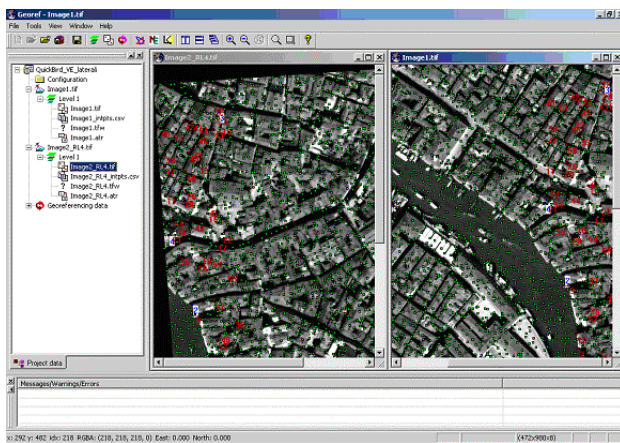 Georef - Image1.tif
File Tools View Window Help
QuickBird_VE_laterali
Configuration
Image1.tif
Level 1
Image1.tif
Image1_intpts.csv
Image1.tfw
Image1.atr
Image2_RL4.tif
Level 1
Image2_RL4.tif
Image2_RL4_intpts.csv
Image2_RL4.tfw
Image2_RL4.atr
Georeferencing data
Project data
Image2_RL4.tif
Image1.tif
Messages/Warnings/Errors
x: 292 y: 482 idx: 218 RGBA: (218, 218, 218, 0) East: 0.000 North: 0.000
(472x980x8)